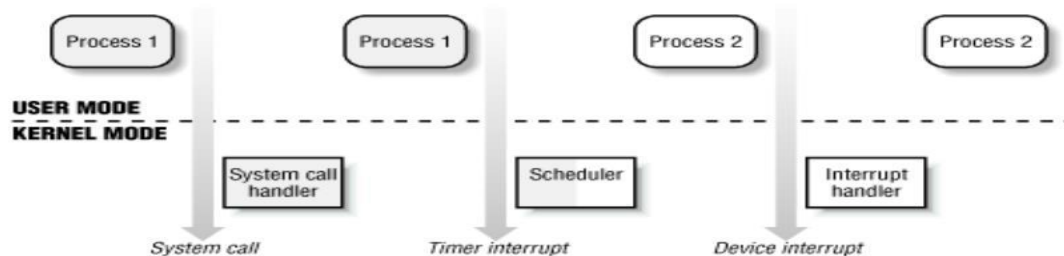 Process 1
Process 1
Process 2
Process 2
USER MODE
KERNEL MODE
System call
handler
Scheduler
Interrupt
handler
System call
Timer interrupt
Device interrupt